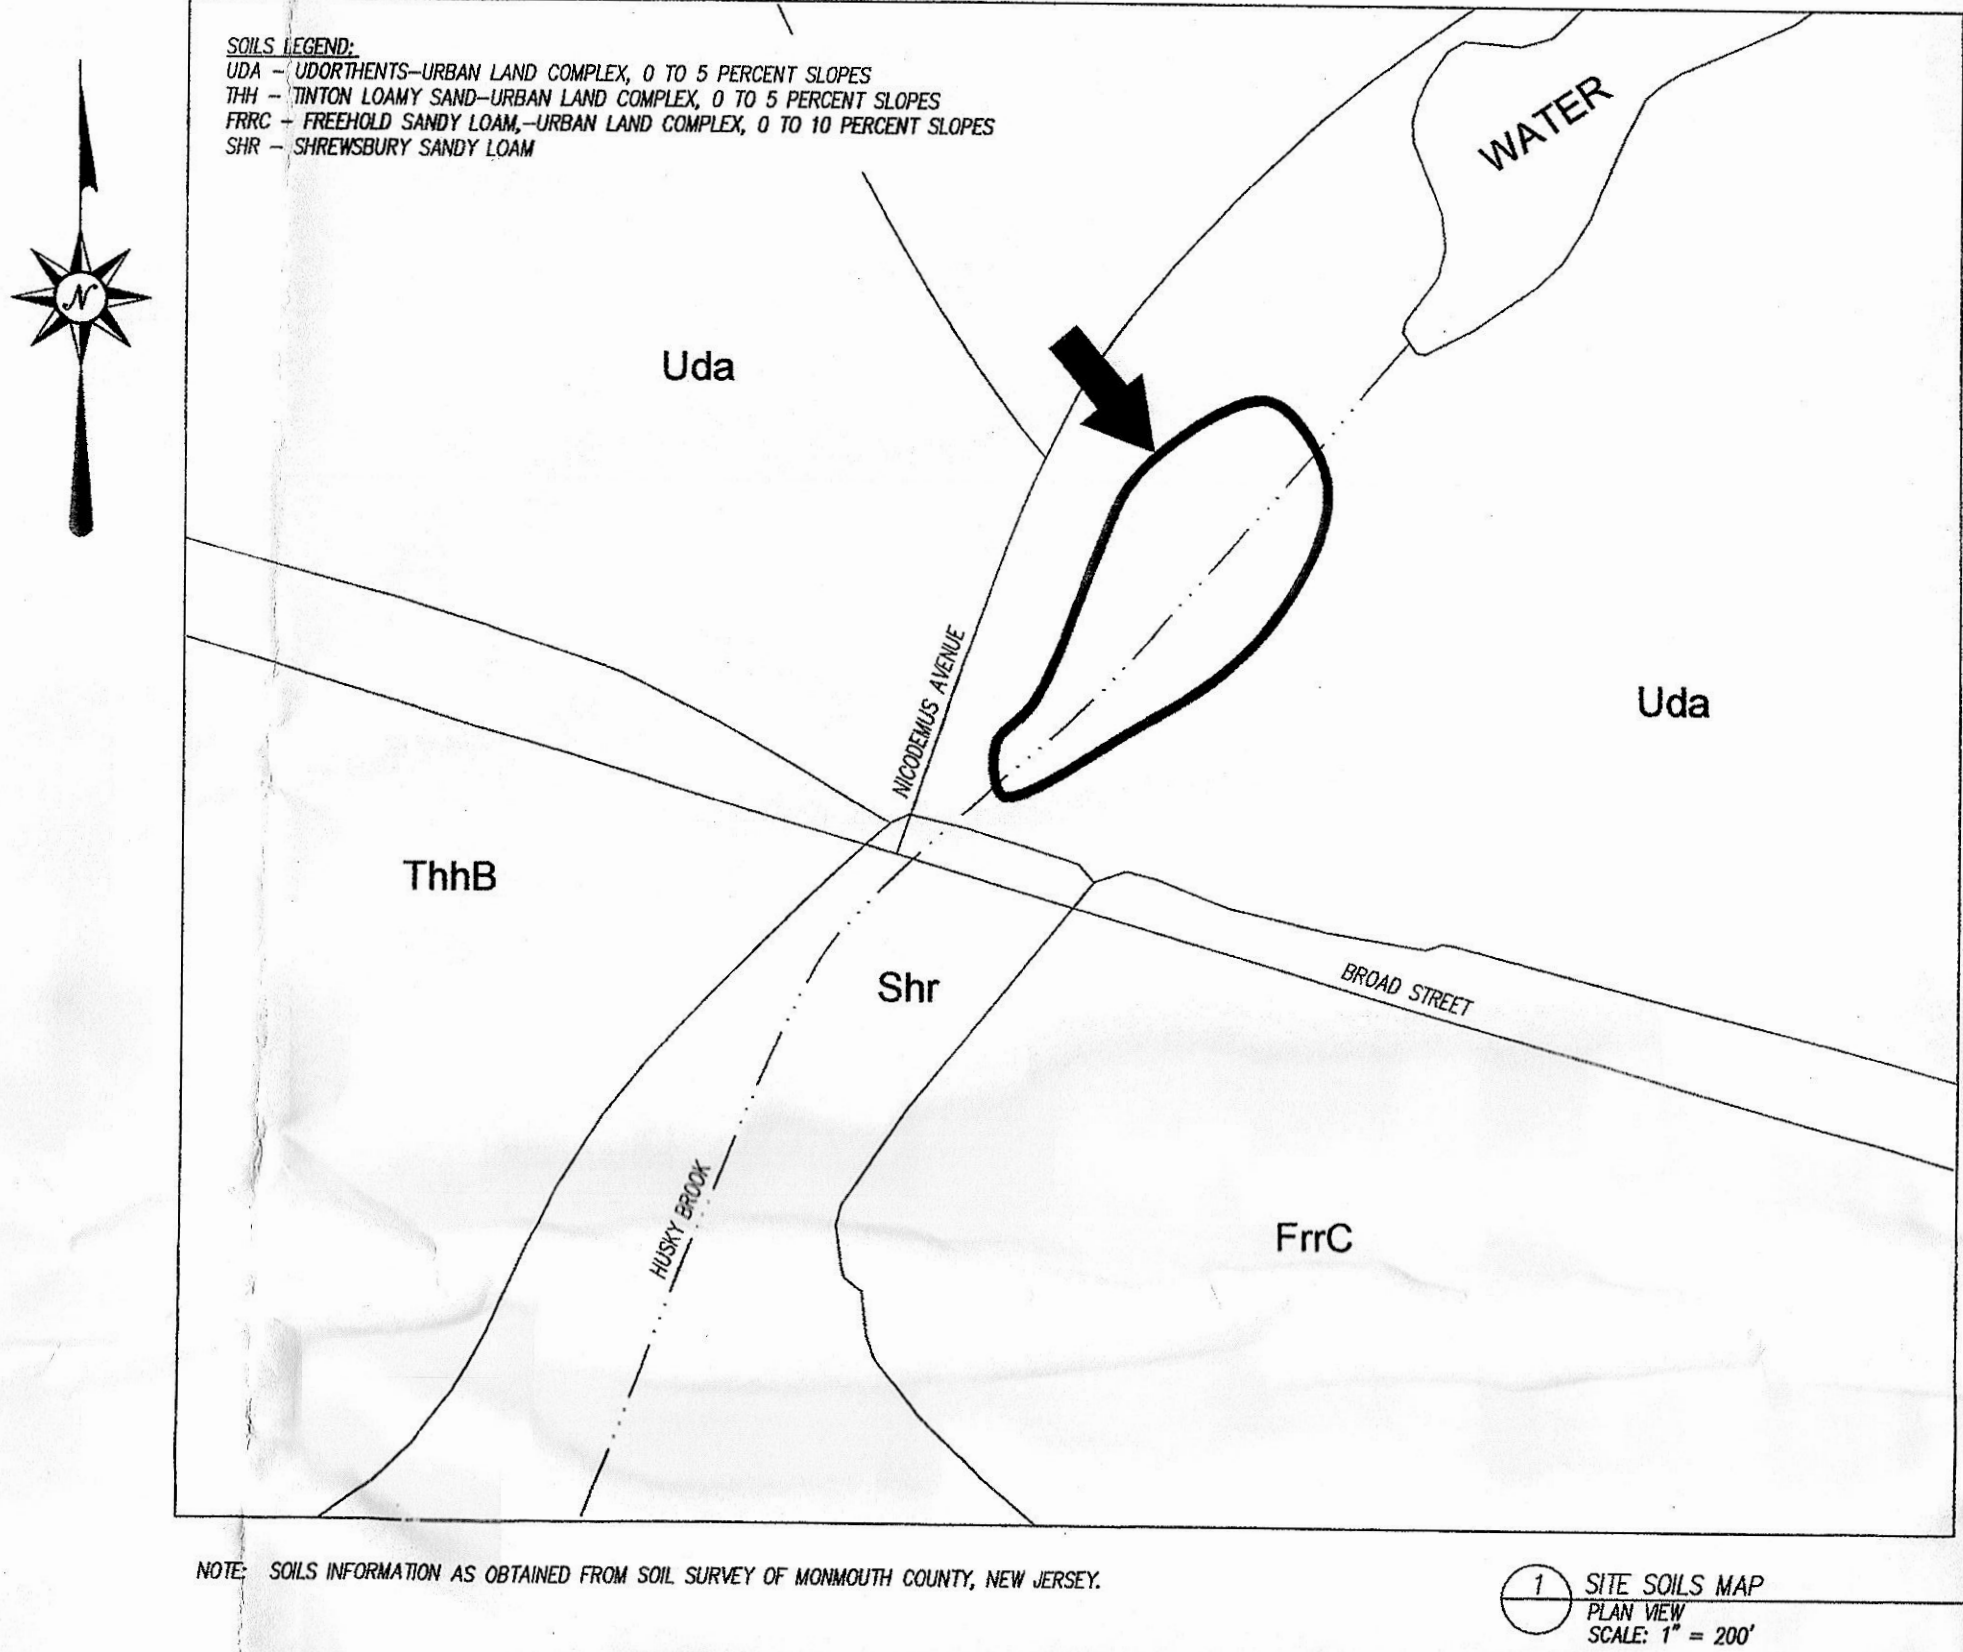 SOILS LEGEND:
UDA - UDORTHENTS-URBAN LAND COMPLEX, 0 TO 5 PERCENT SLOPES
THH - TINTON LOAMY SAND-URBAN LAND COMPLEX, 0 TO 5 PERCENT SLOPES
FRRC - FREEHOLD SANDY LOAM,-URBAN LAND COMPLEX, 0 TO 10 PERCENT SLOPES
SHR - SHREWSBURY SANDY LOAM
WATER
N
Uda
NICODEMUS AVENUE
Uda
ThhB
Shr
BROAD STREET
HUSKY BROOK
FrrC
NOTE: SOILS INFORMATION AS OBTAINED FROM SOIL SURVEY OF MONMOUTH COUNTY, NEW JERSEY.
1 SITE SOILS MAP
PLAN VIEW
SCALE: 1" = 200'